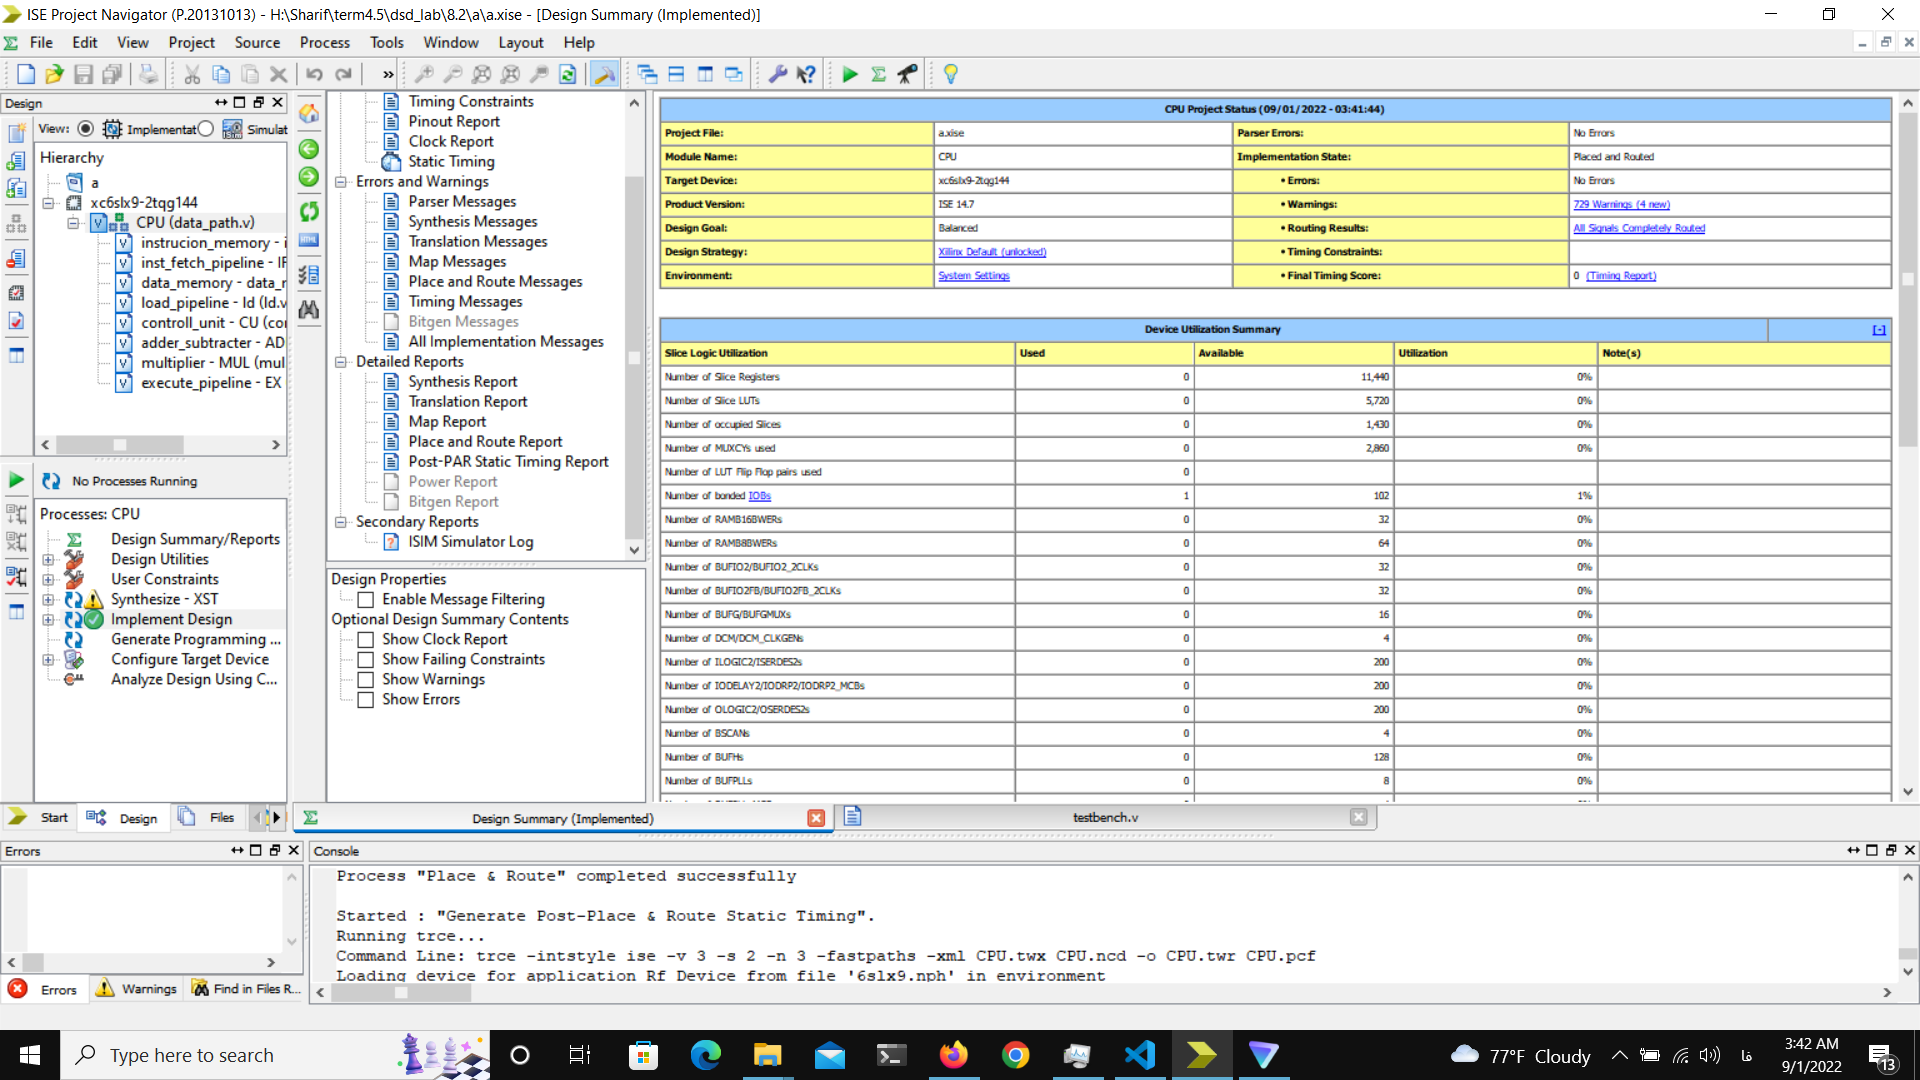 ISE Project Navigator (P.20131013) - H:\Sharif\term4.5\dsd_lab\8.2\a\a.xise - [Design Summary (Implemented)]
File Edit View Project Source Process Tools Window Layout Help
Design
View: Implementat Simulat
Hierarchy
a
xc6slx9-2tqg144
CPU (data_path.v)
instrucion_memory - i
inst_fetch_pipeline - IF
data_memory - data_r
load_pipeline - ld (ld.v
controll_unit - CU (co
adder_subtracter - AD
multiplier - MUL (mul
execute_pipeline - EX
No Processes Running
Processes: CPU
Design Summary/Reports
Design Utilities
User Constraints
Synthesize - XST
Implement Design
Generate Programming ...
Configure Target Device
Analyze Design Using C...
Start Design Files
Timing Constraints
Pinout Report
Clock Report
Static Timing
Errors and Warnings
Parser Messages
Synthesis Messages
Translation Messages
Map Messages
Place and Route Messages
Timing Messages
Bitgen Messages
All Implementation Messages
Detailed Reports
Synthesis Report
Translation Report
Map Report
Place and Route Report
Post-PAR Static Timing Report
Power Report
Bitgen Report
Secondary Reports
ISIM Simulator Log
Design Properties
Enable Message Filtering
Optional Design Summary Contents
Show Clock Report
Show Failing Constraints
Show Warnings
Show Errors
CPU Project Status (09/01/2022 - 03:41:44)
Project File: a.xise Parser Errors: No Errors
Module Name: CPU Implementation State: Placed and Routed
Target Device: xc6slx9-2tqg144 • Errors: No Errors
Product Version: ISE 14.7 • Warnings: 729 Warnings (4 new)
Design Goal: Balanced • Routing Results: All Signals Completely Routed
Design Strategy: Xilinx Default (unlocked) • Timing Constraints:
Environment: System Settings • Final Timing Score: 0 (Timing Report)
Device Utilization Summary [-]
Slice Logic Utilization Used Available Utilization Note(s)
Number of Slice Registers 0 11,440 0%
Number of Slice LUTs 0 5,720 0%
Number of occupied Slices 0 1,430 0%
Number of MUXCYs used 0 2,860 0%
Number of LUT Flip Flop pairs used 0
Number of bonded IOBs 1 102 1%
Number of RAMB16BWERs 0 32 0%
Number of RAMB8BWERs 0 64 0%
Number of BUFIO2/BUFIO2_2CLKs 0 32 0%
Number of BUFIO2FB/BUFIO2FB_2CLKs 0 32 0%
Number of BUFG/BUFGMUXs 0 16 0%
Number of DCM/DCM_CLKGENs 0 4 0%
Number of ILOGIC2/ISERDES2s 0 200 0%
Number of IODELAY2/IODRP2/IODRP2_MCBs 0 200 0%
Number of OLOGIC2/OSERDES2s 0 200 0%
Number of BSCANs 0 4 0%
Number of BUFHs 0 128 0%
Number of BUFPLLs 0 8 0%
Design Summary (Implemented) testbench.v
Errors
Errors Warnings Find in Files R...
Console
Process "Place & Route" completed successfully
Started : "Generate Post-Place & Route Static Timing".
Running trce...
Command Line: trce -intstyle ise -v 3 -s 2 -n 3 -fastpaths -xml CPU.twx CPU.ncd -o CPU.twr CPU.pcf
Loading device for application Rf_Device from file '6slx9.nph' in environment
Type here to search
77°F Cloudy
فا
3:42 AM
9/1/2022
13